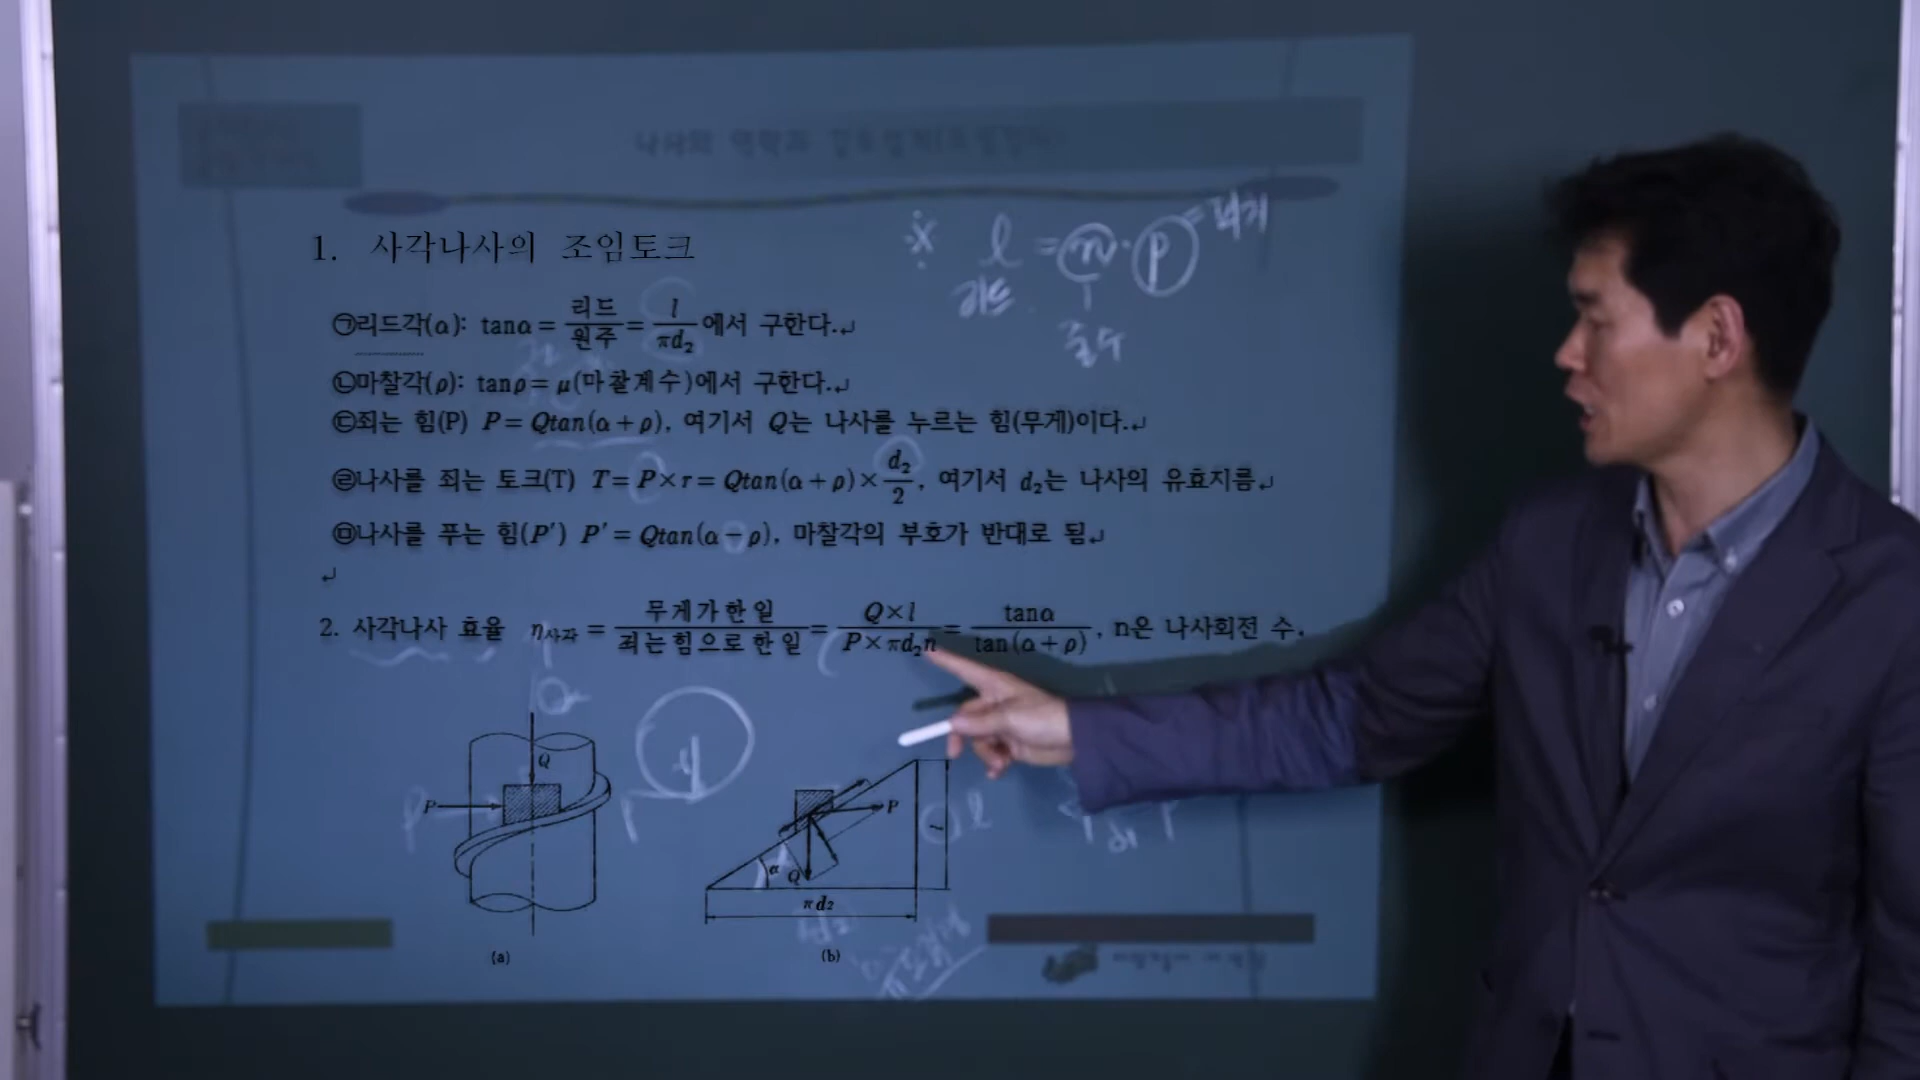 ※ l = n · p = 피치
리드
줄수
1. 사각나사의 조임토크
㉠리드각(α): tanα = 리드/원주 = l/πd₂ 에서 구한다.↵
㉡마찰각(ρ): tanρ = μ(마찰계수)에서 구한다.↵
㉢죄는 힘(P) P = Qtan(α + ρ), 여기서 Q는 나사를 누르는 힘(무게)이다.↵
㉣나사를 죄는 토크(T) T = P × r = Qtan(α + ρ) × d₂/2, 여기서 d₂는 나사의 유효지름↵
㉤나사를 푸는 힘(P′) P′ = Qtan(α − ρ), 마찰각의 부호가 반대로 됨↵
↵
2. 사각나사 효율 η사각 = 무게가 한 일/죄는 힘으로 한 일 = Q×l/P×πd₂n = tanα/tan(α+ρ), n은 나사회전 수.
Q
Q
P P
P
α Q
l l
πd₂
(a) (b)